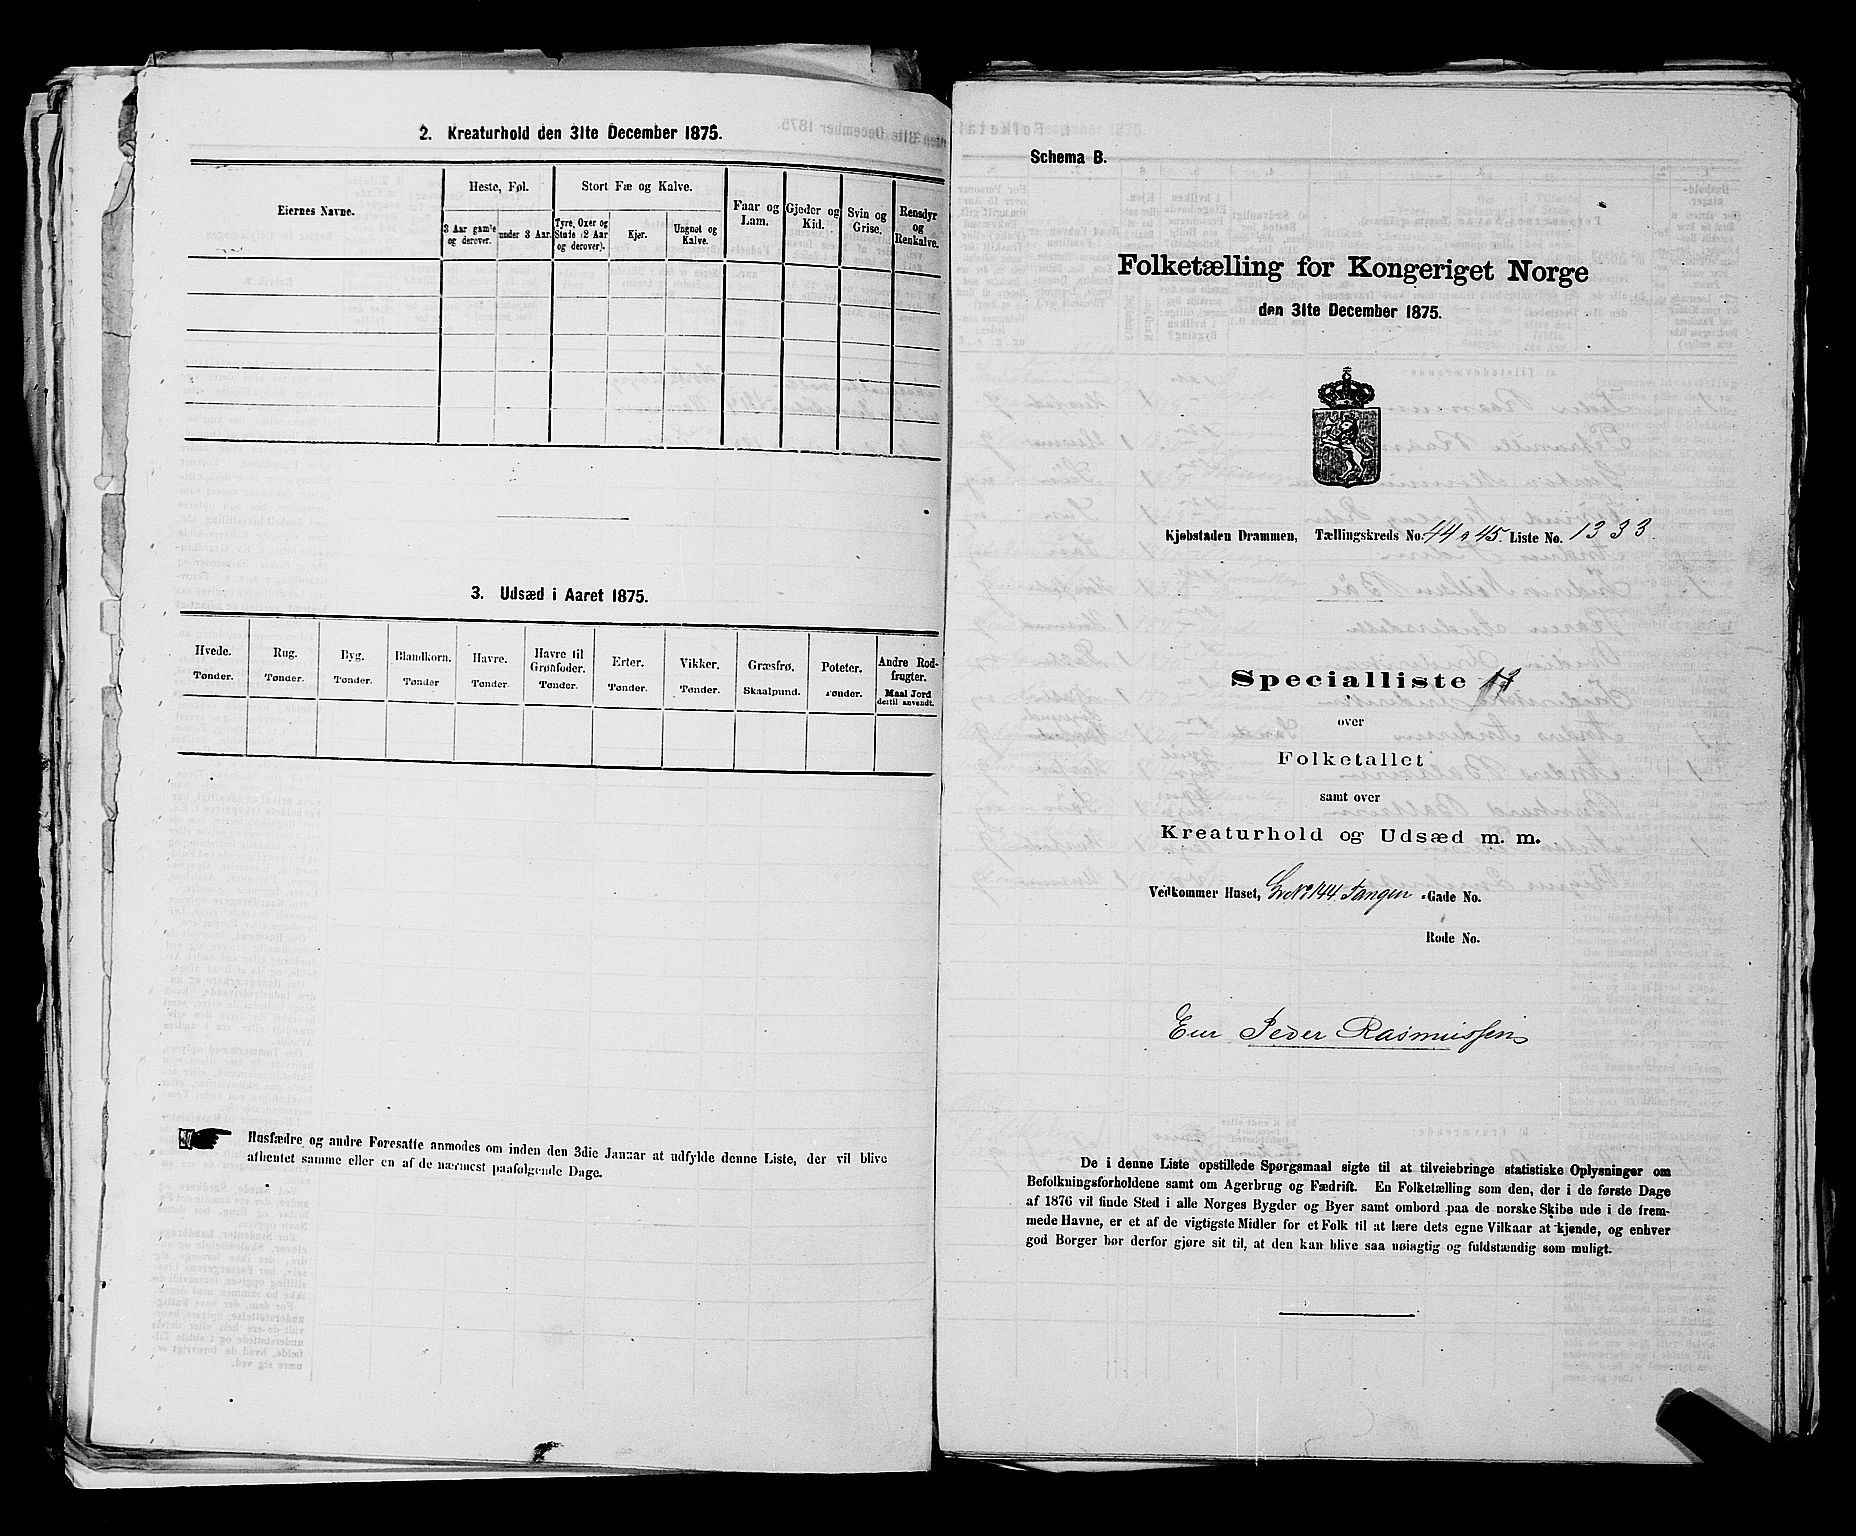 2. Kreaturhold den 31te December 1875.
Eiernes Navne.
Heste, Føl.
Stort Fæ og Kalve.
Faar og Lam.
Gjeder og Kid.
Svin og Grise.
Rensdyr og Renkalve.
3 Aar gam'e og derover.
under 3 Aar.
Tyre, Oxer og Stude (2 Aar og derover).
Kjør.
Ungnøt og Kalve.
3. Udsæd i Aaret 1875.
Hvede. Tønder.
Rug. Tønder.
Byg. Tønder.
Blandkorn. Tønder
Havre. Tønder.
Havre til Grønfoder. Tønder.
Erter. Tønder.
Vikker. Tønder.
Græsfrø. Skaalpund.
Poteter. Tønder.
Andre Rodfrugter. Maal Jord dertil anvendt.
Husfædre og andre Foresatte anmodes om inden den 3die Januar at udfylde denne Liste, der vil blive
afhentet samme eller en af de nærmest paafølgende Dage.
Schema B.
Folketælling for Kongeriget Norge
den 31te December 1875.
Kjøbstaden Drammen, Tællingskreds No. 44 & 45. Liste No. 1333.
Specialliste
over
Folketallet
samt over
Kreaturhold og Udsæd m. m.
Vedkommer Huset, Gr No 144. Tangen -Gade No.
Rode No.
Eier Peder Rasmussen
De i denne Liste opstillede Spørgsmaal sigte til at tilveiebringe statistiske Oplysninger om
Befolkningsforholdene samt om Agerbrug og Fædrift. En Folketælling som den, der i de første Dage
af 1876 vil finde Sted i alle Norges Bygder og Byer samt ombord paa de norske Skibe ude i de frem-
mede Havne, er et af de vigtigste Midler for et Folk til at lære dets egne Vilkaar at kjende, og enhver
god Borger bør derfor gjøre sit til, at den kan blive saa nøiagtig og fuldstændig som muligt.